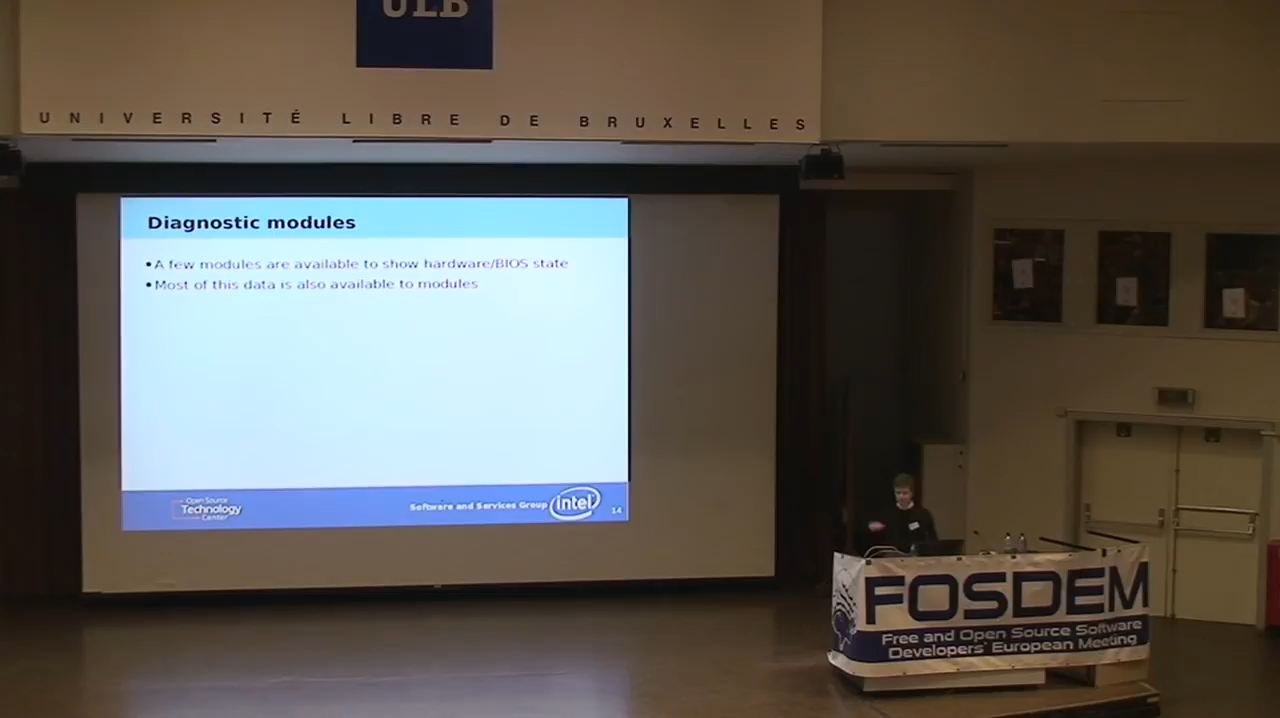 ULB
UNIVERSITÉ LIBRE DE BRUXELLES
Diagnostic modules
•A few modules are available to show hardware/BIOS state
•Most of this data is also available to modules
Open Source
Technology
Center
Software and Services Group
intel
14
FOSDEM
Free and Open Source Software
Developers' European Meeting